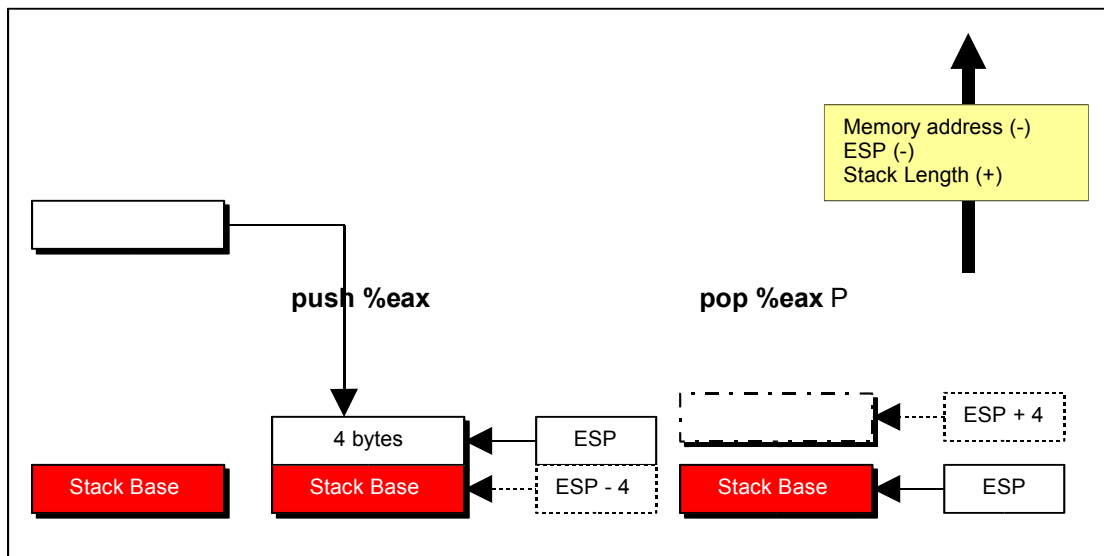 Memory address (-)
ESP (-)
Stack Length (+)
push %eax
pop %eax P
ESP + 4
4 bytes
ESP
Stack Base
Stack Base
ESP - 4
Stack Base
ESP